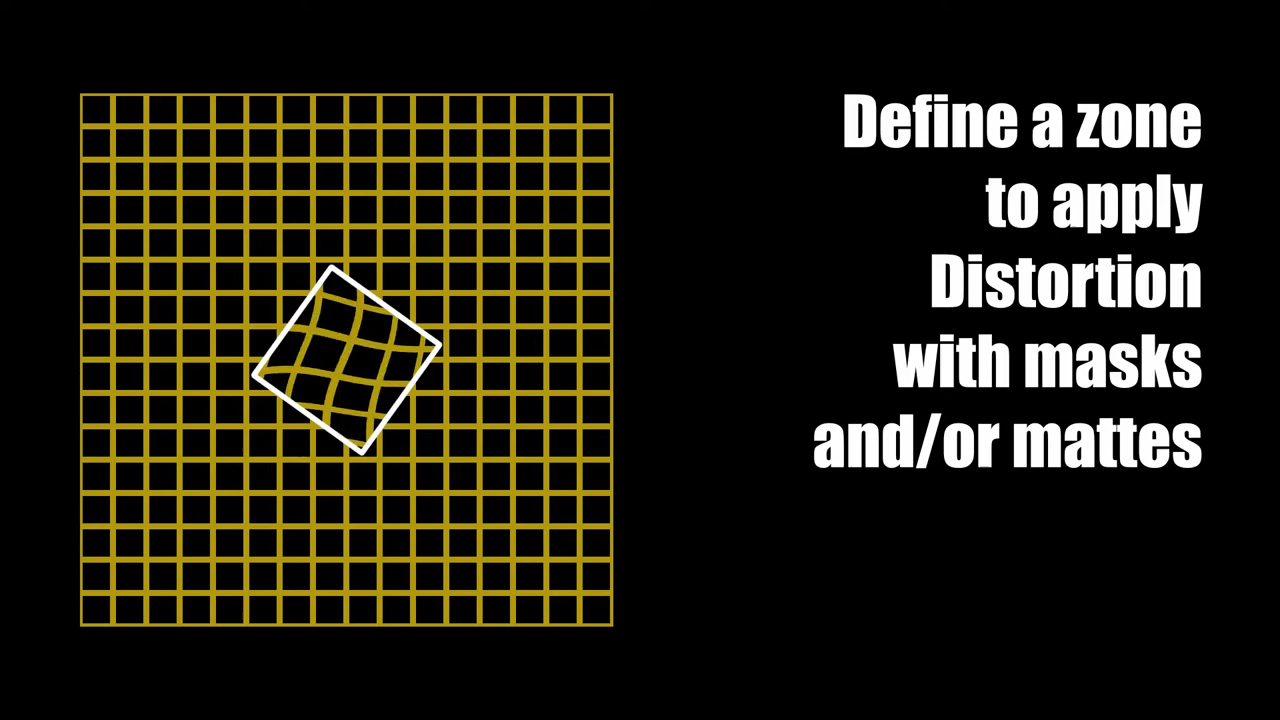 Define a zone
to apply
Distortion
with masks
and/or mattes